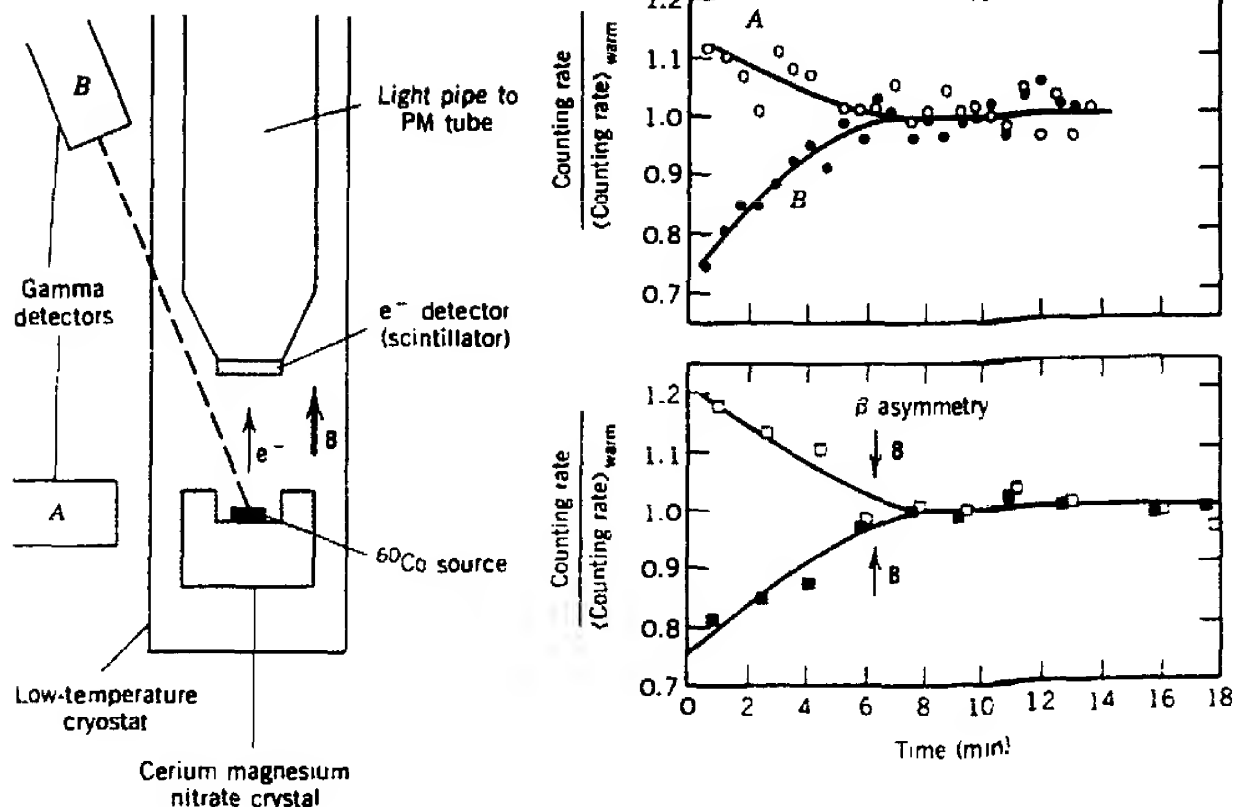 B
Light pipe to
PM tube
Gamma
detectors
e⁻ detector
(scintillator)
e⁻
B
A
⁶⁰Co source
Low-temperature
cryostat
Cerium magnesium
nitrate crystal
Counting rate
⟨Counting rate⟩warm
1.2
1.1
1.0
0.9
0.8
0.7
A
B
Counting rate
⟨Counting rate⟩warm
1.2
1.1
1.0
0.9
0.8
0.7
β asymmetry
B
B
0 2 4 6 8 10 12 14 16 18
Time (min)